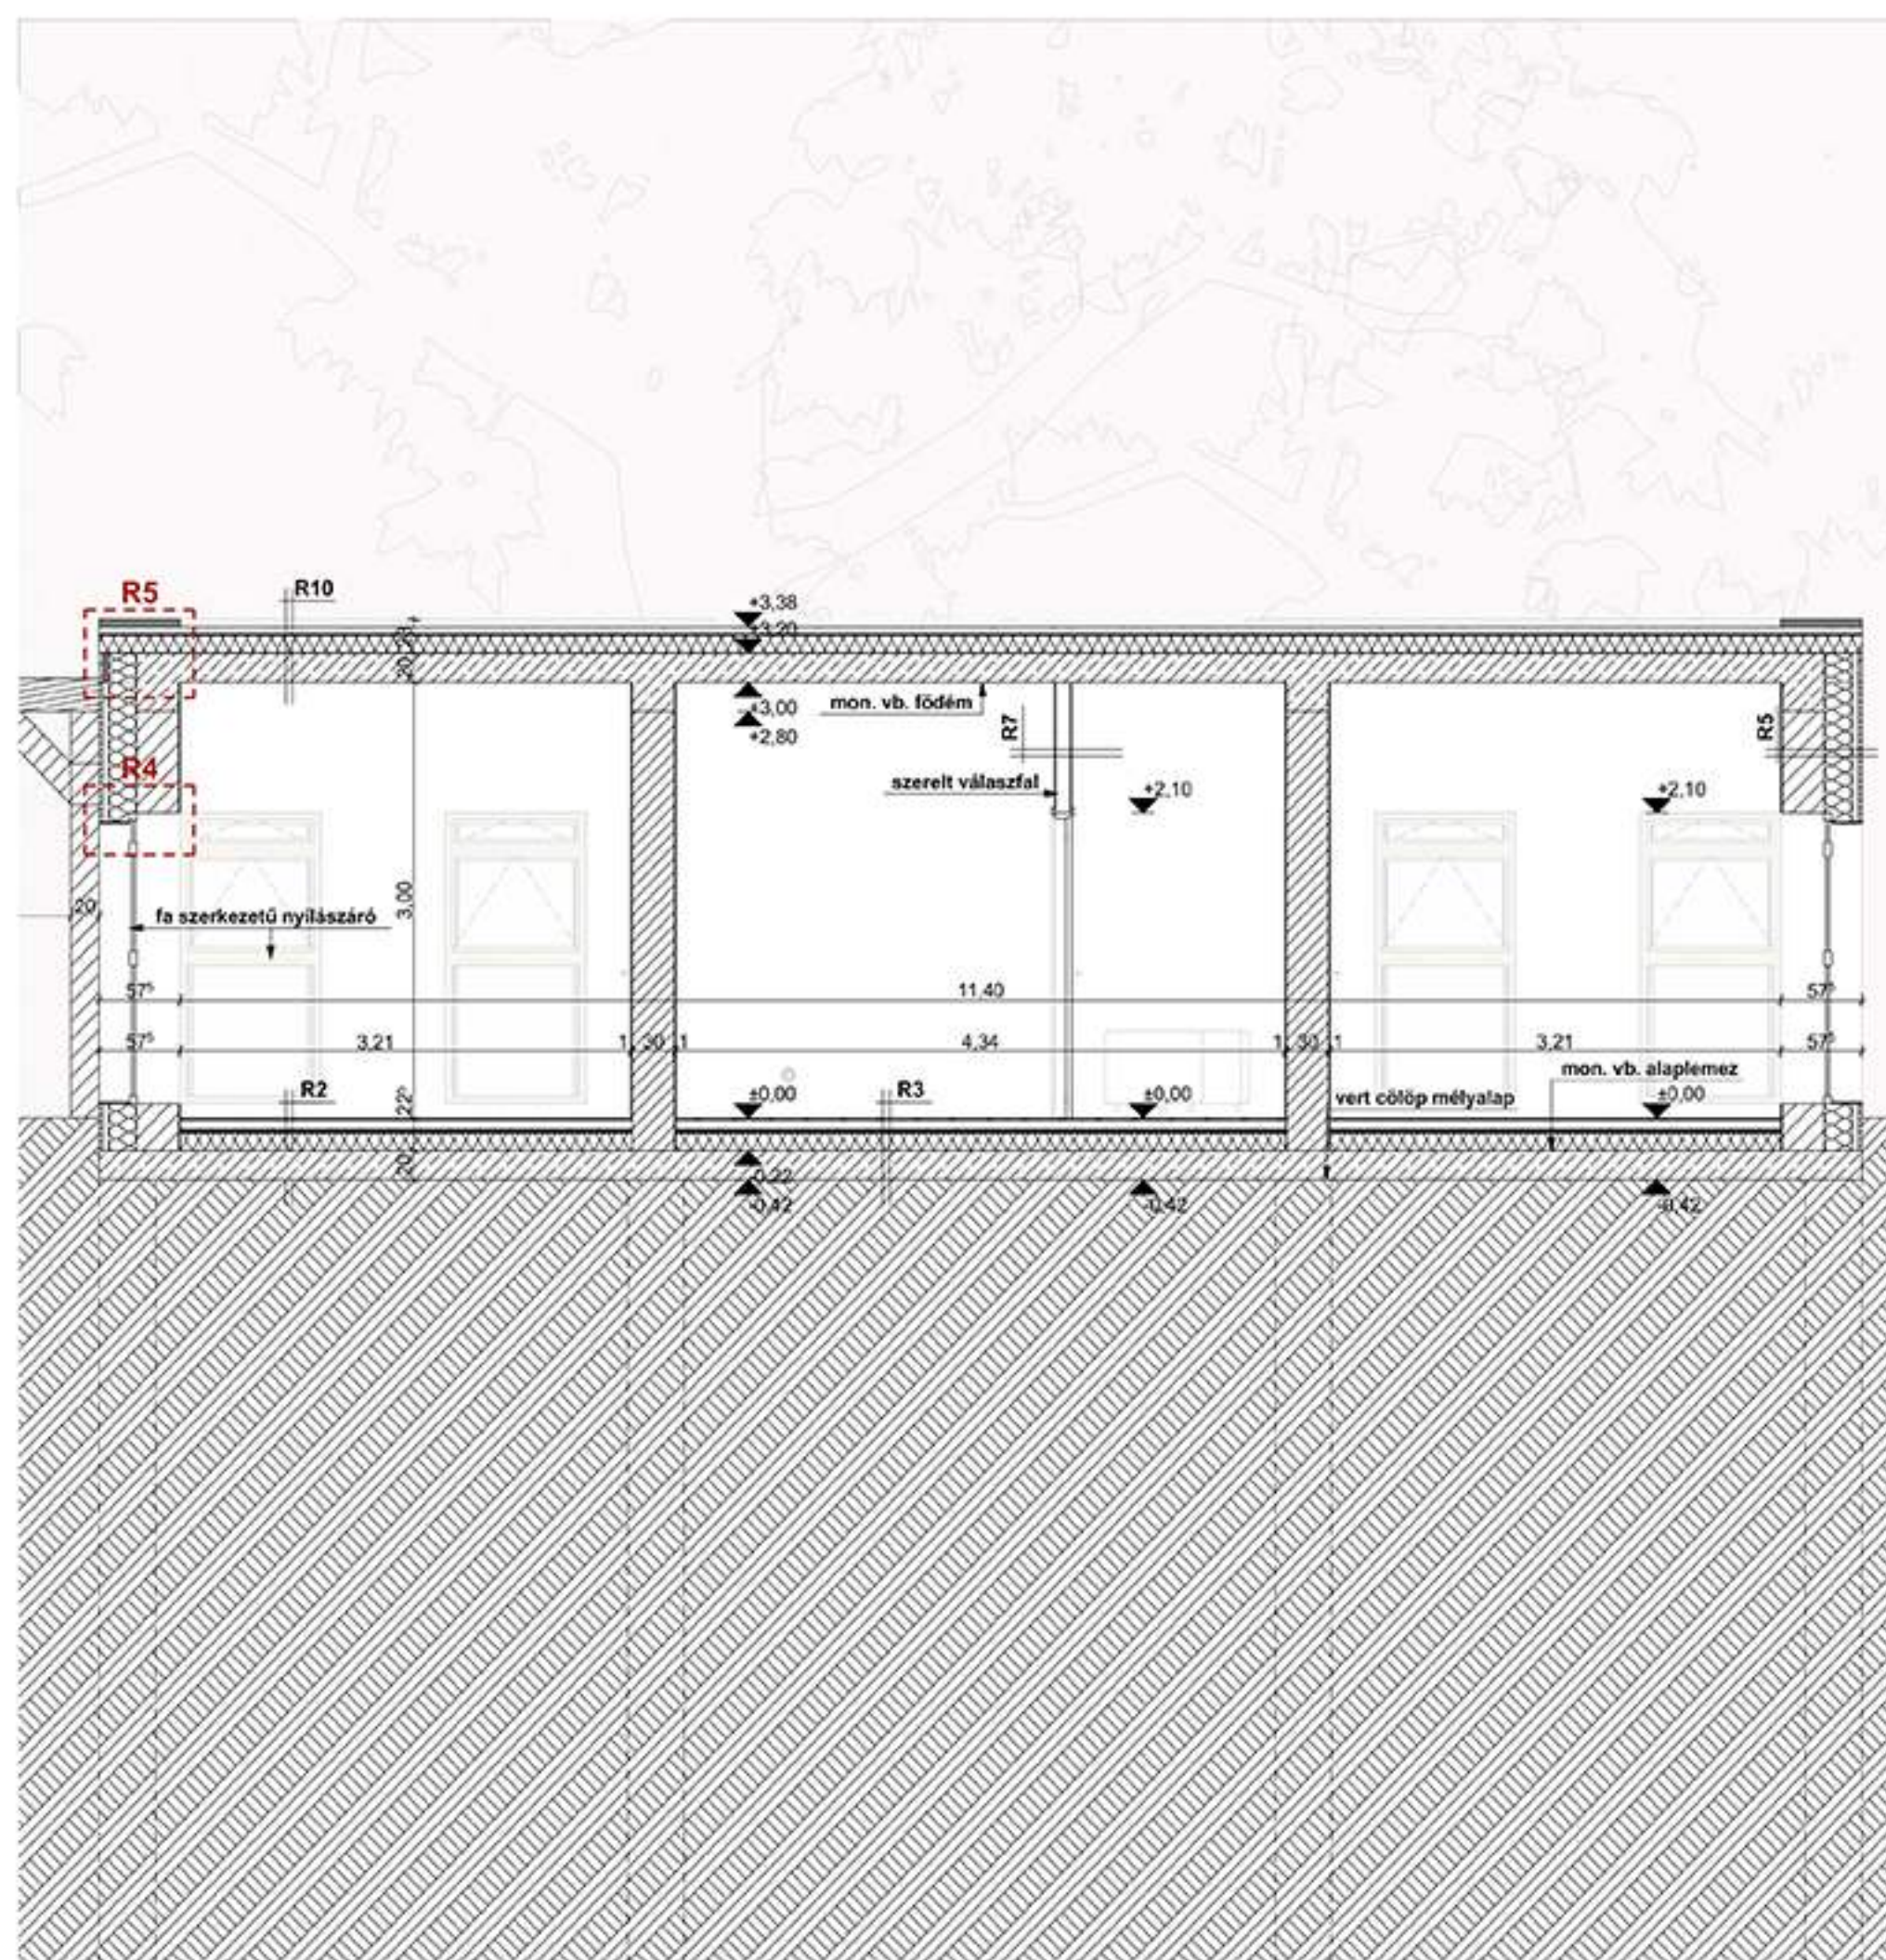 R5
R10
+3,38
+3,20
20
+3,00
mon. vb. födém
+2,80
R7
R5
R4
szerelt válaszfal
+2,10
+2,10
3,00
20
fa szerkezetű nyílászáró
57⁵
11,40
57⁵
57⁵
3,21
1
30
1
4,34
1
30
1
3,21
57⁵
R2
22⁰
±0,00
R3
±0,00
vert cölöp mélyalap
mon. vb. alaplemez
±0,00
20
-0,22
-0,42
-0,42
-0,42